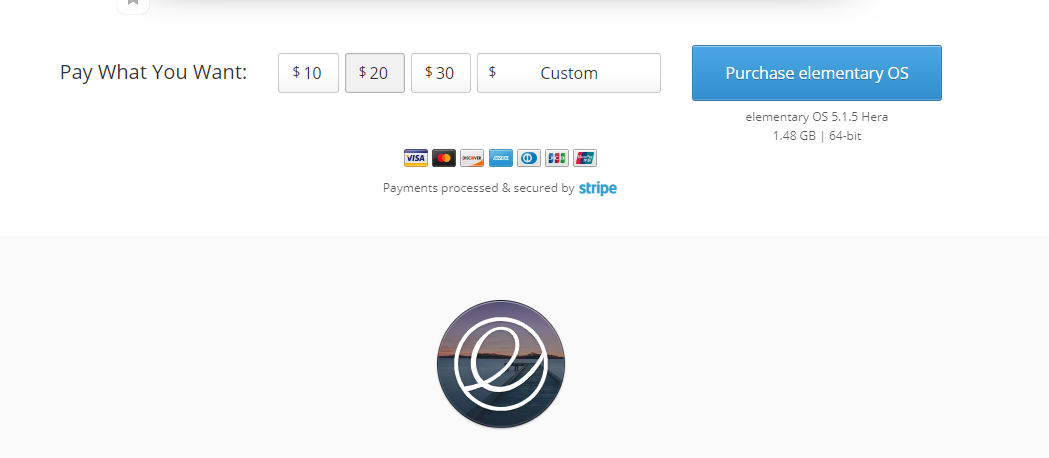 Pay What You Want: $ 10 $ 20 $ 30 $ Custom Purchase elementary OS
elementary OS 5.1.5 Hera
1.48 GB | 64-bit
VISA DISCOVER
Payments processed & secured by stripe